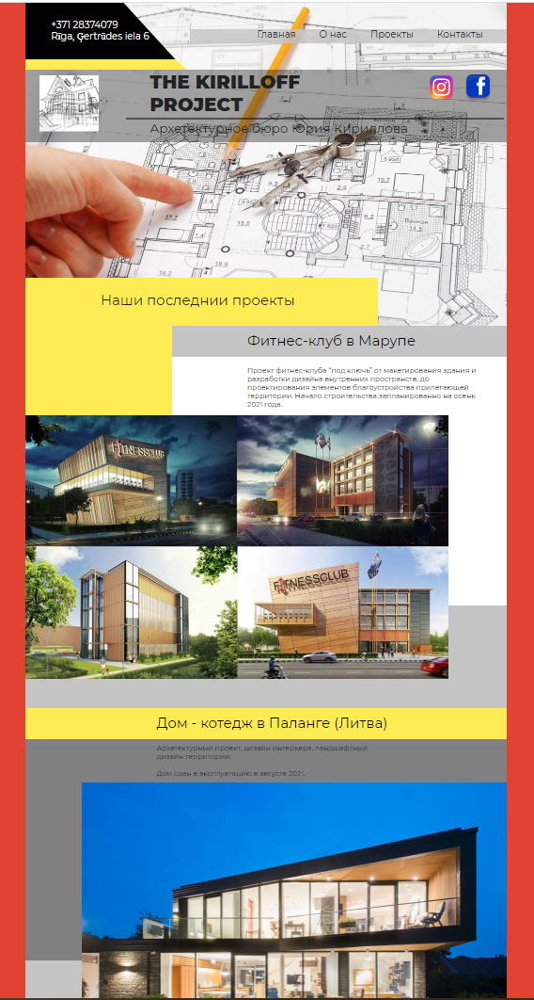 +371 28374079
Rīga, Ģertrūdes iela 6
Главная О нас Проекты Контакты
THE KIRILLOFF
PROJECT
Архетектурное бюро Юрия Кириллова
Наши последнии проекты
Фитнес-клуб в Марупе
Проект фитнес-клуба "под ключь" от макетирования здания и
разработки дизайна внутренних пространств, до
проектирования элементов благоустройства прилегающей
территории. Начало строительства запланированно на осень
2021 года.
FITNESSCLUB
FITNESSCLUB
Дом - котедж в Паланге (Литва)
Архетектурный проект, дизайн интерьера, ландшафтный
дизайн территории.
Дом сдан в эксплуатацию в августе 2021.